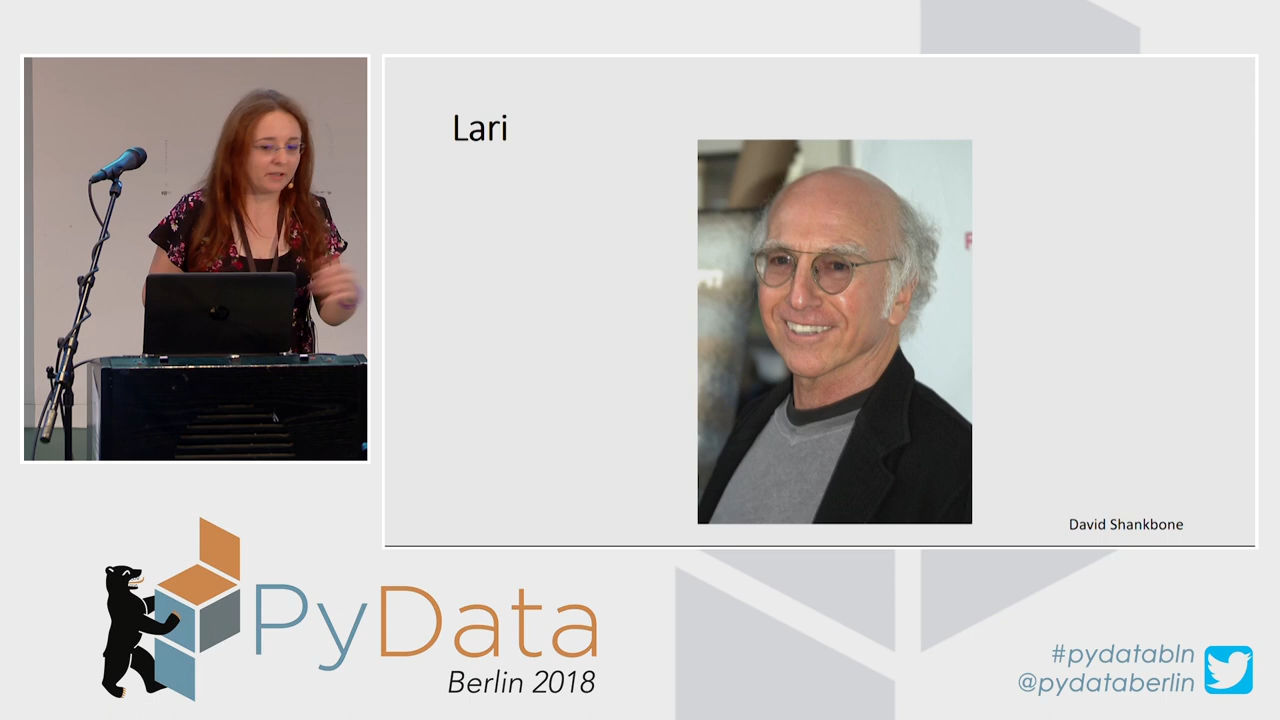 Lari
David Shankbone
PyData
Berlin 2018
#pydatabln
@pydataberlin